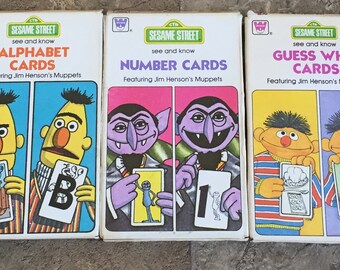 SESAME STREET
see and know
ALPHABET
CARDS
Featuring Jim Henson's Muppets
B
SESAME STREET
see and know
NUMBER CARDS
Featuring Jim Henson's Muppets
1
SESAME STREET
see and know
GUESS WH
CARDS
Featuring Jim Henson's M